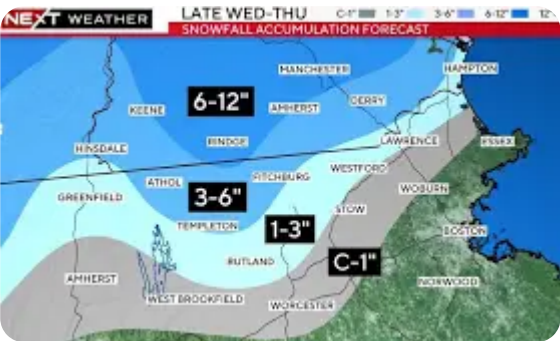 NEXT WEATHER
LATE WED-THU
C-1" 1-3" 3-6" 6-12" 12-
SNOWFALL ACCUMULATION FORECAST
MANCHESTER
HAMPTON
6-12"
KEENE
AMHERST
DERRY
RINDGE
LAWRENCE
ESSEX
HINSDALE
WESTFORD
ATHOL
FITCHBURG
WOBURN
GREENFIELD
3-6"
STOW
TEMPLETON
1-3"
BOSTON
RUTLAND
C-1"
AMHERST
NORWOOD
WEST BROOKFIELD
WORCESTER